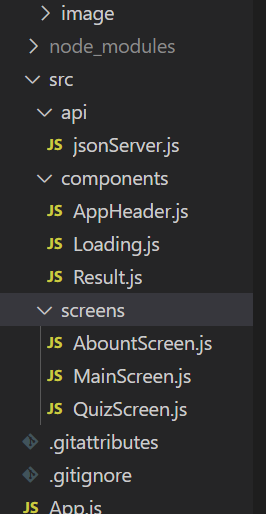 image
node_modules
src
api
JS jsonServer.js
components
JS AppHeader.js
JS Loading.js
JS Result.js
screens
JS AbountScreen.js
JS MainScreen.js
JS QuizScreen.js
.gitattributes
.gitignore
JS App.js